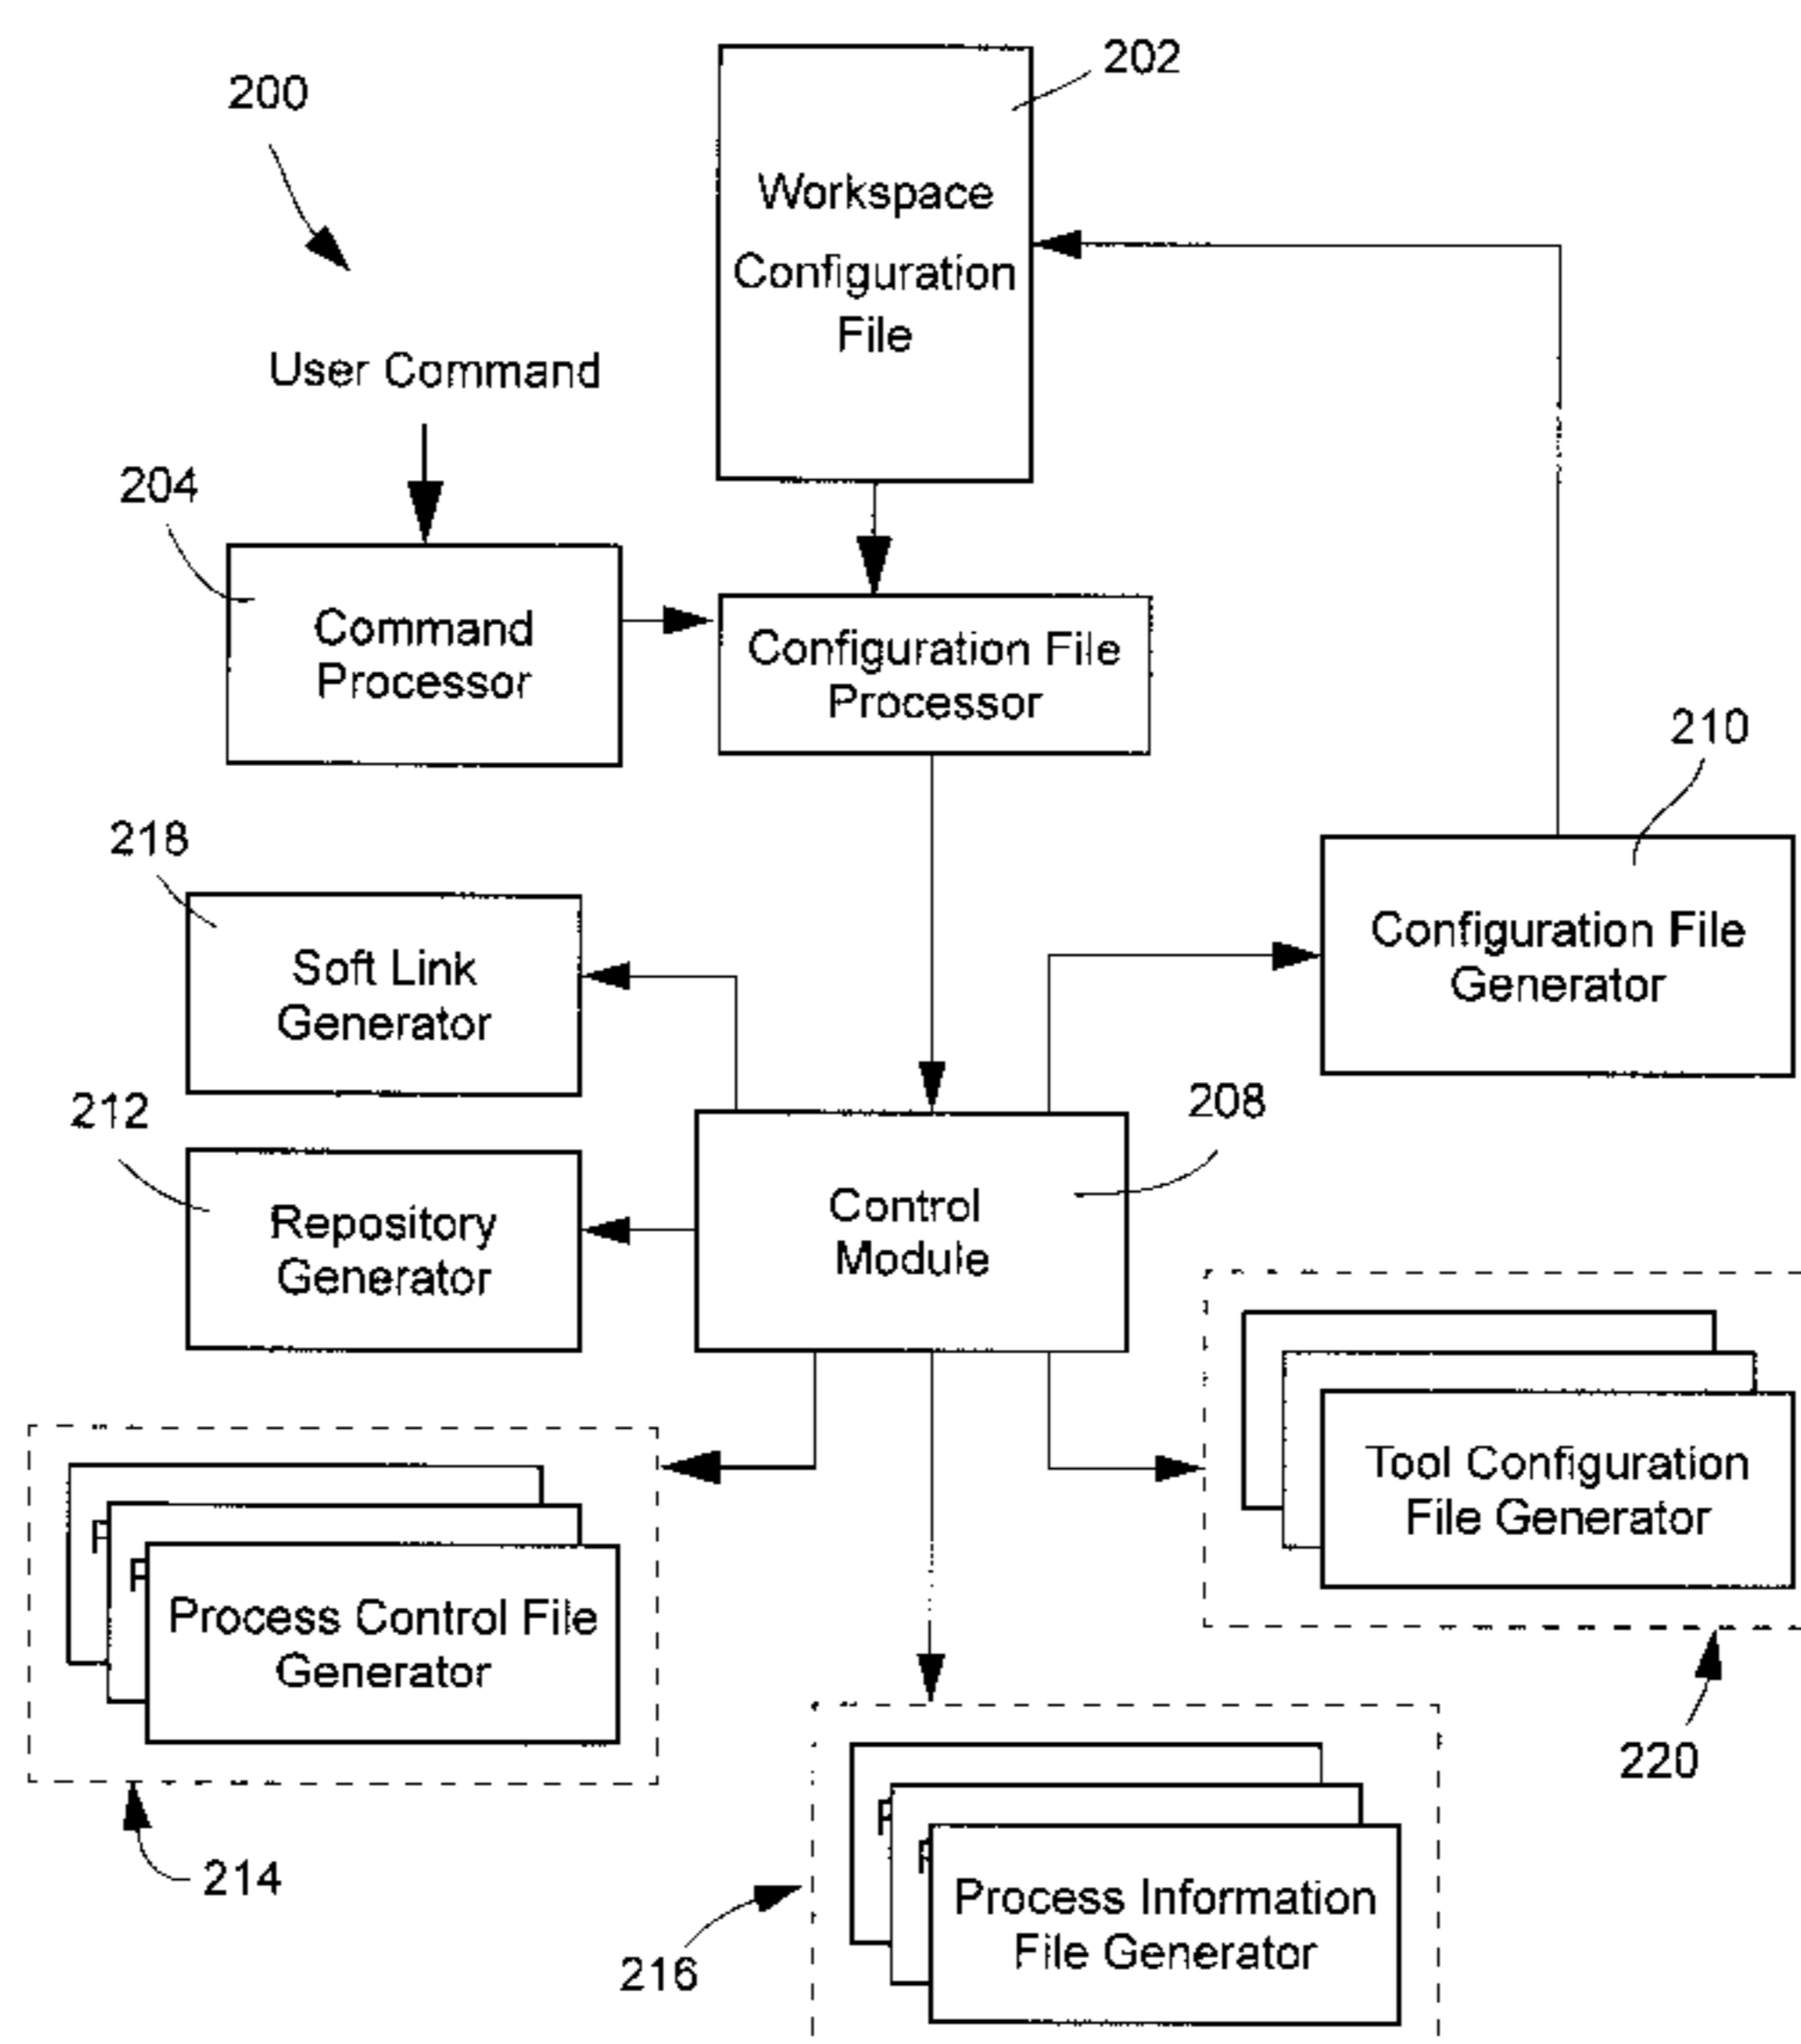 202
200
Workspace
Configuration
File
User Command
204
Command
Processor
Configuration File
Processor
210
218
Soft Link
Generator
Configuration File
Generator
212
208
Repository
Generator
Control
Module
Tool Configuration
File Generator
P
P
Process Control File
Generator
220
214
P
P
Process Information
File Generator
216